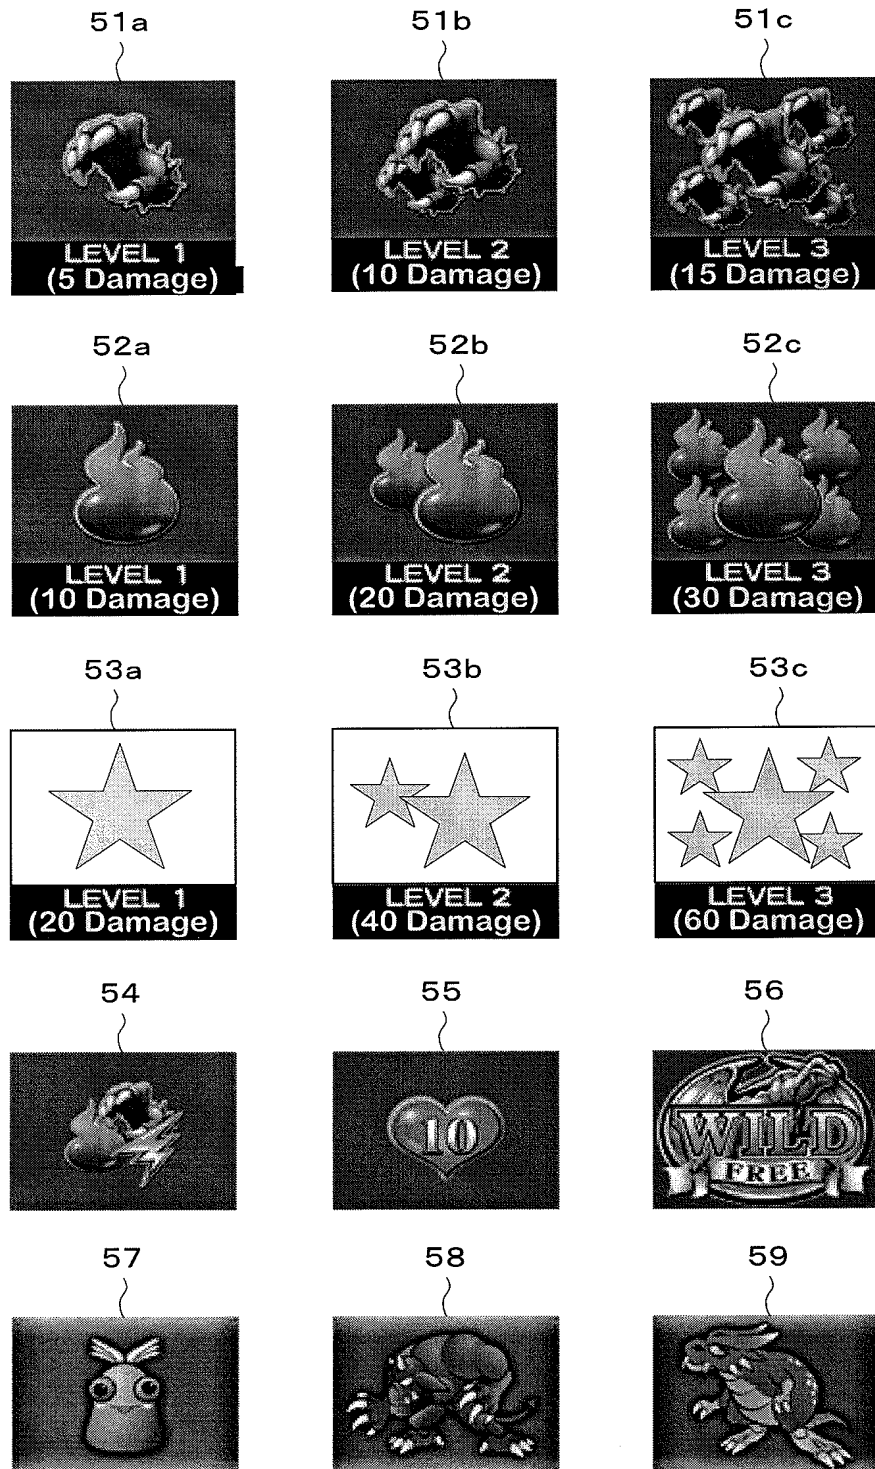 51a 51b 51c
LEVEL 1 LEVEL 2 LEVEL 3
(5 Damage) (10 Damage) (15 Damage)
52a 52b 52c
LEVEL 1 LEVEL 2 LEVEL 3
(10 Damage) (20 Damage) (30 Damage)
53a 53b 53c
LEVEL 1 LEVEL 2 LEVEL 3
(20 Damage) (40 Damage) (60 Damage)
54 55 56
10 WILD
FREE
57 58 59